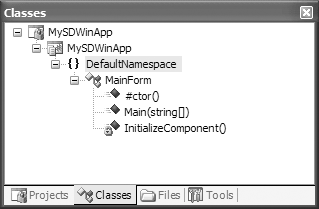 Classes
MySDWinApp
MySDWinApp
{} DefaultNamespace
MainForm
#ctor()
Main(string[])
InitializeComponent()
Projects Classes Files Tools